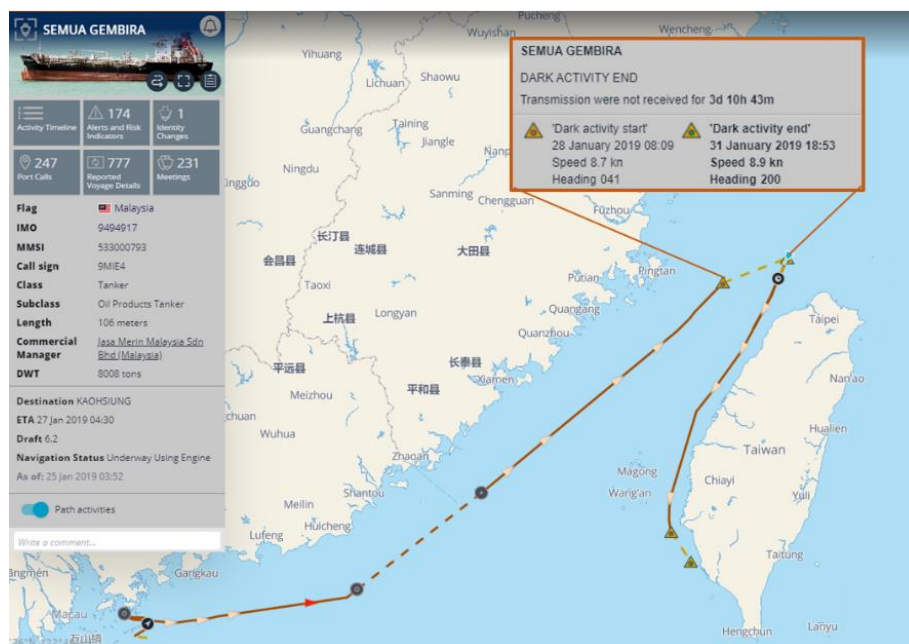 SEMUA GEMBIRA
Activity Timeline
174
Alerts and Risk
Indicators
1
Identity
Changes
247
Port Calls
777
Reported
Voyage Details
231
Meetings
Flag Malaysia
IMO 9494917
MMSI 533000793
Call sign 9MIE4
Class Tanker
Subclass Oil Products Tanker
Length 106 meters
Commercial Manager Jasa Merin Malaysia Sdn Bhd (Malaysia)
DWT 8008 tons
Destination KAOHSIUNG
ETA 27 Jan 2019 04:30
Draft 6.2
Navigation Status Underway Using Engine
As of: 25 Jan 2019 03:52
Path activities
Write a comment...
SEMUA GEMBIRA
DARK ACTIVITY END
Transmission were not received for 3d 10h 43m
'Dark activity start'
28 January 2019 08:09
Speed 8.7 kn
Heading 041
'Dark activity end'
31 January 2019 18:53
Speed 8.9 kn
Heading 200
Pucheng
Wuyishan
Wencheng
Yihuang
Lichuan
Shaowu
Guangchang
Taining
Jiangle
Ningdu
Sanming
Chengguan
Fuzhou
长汀县
连城县
大田县
会昌县
Putian
Pingtan
Taoxi
Quangang
上杭县
Longyan
Quanzhou
Taipei
长泰县
Xiamen
平远县
平和县
Nan'ao
Meizhou
Wuhua
Hualien
Zhaoan
Taiwan
Magong
Chiayi
Wang'an
Yuli
Shantou
Meilin
Huicheng
Lufeng
Taitung
Gangkau
Macau
万山镇
Hengchun
Lanyu